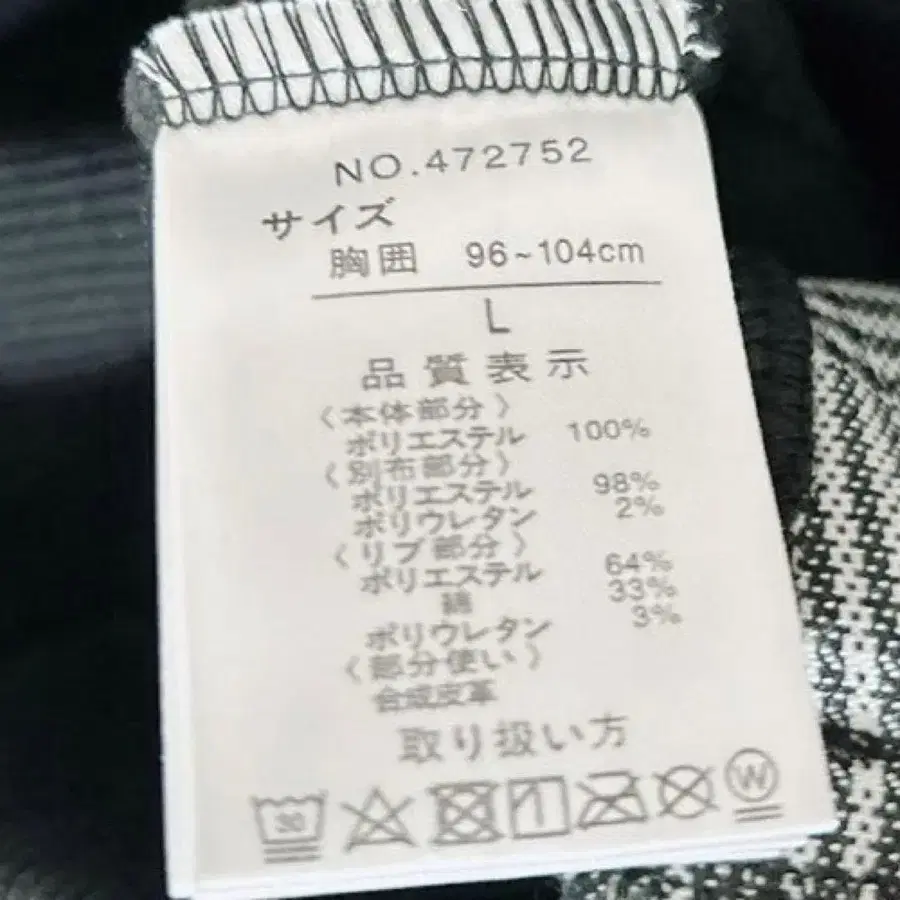 NO.472752
サイズ
胸囲 96~104cm
L
品質表示
〈本体部分〉
ポリエステル 100%
〈別布部分〉
ポリエステル 98%
ポリウレタン 2%
〈リブ部分〉
ポリエステル 64%
綿 33%
ポリウレタン 3%
〈部分使い〉
合成皮革
取り扱い方
30 W